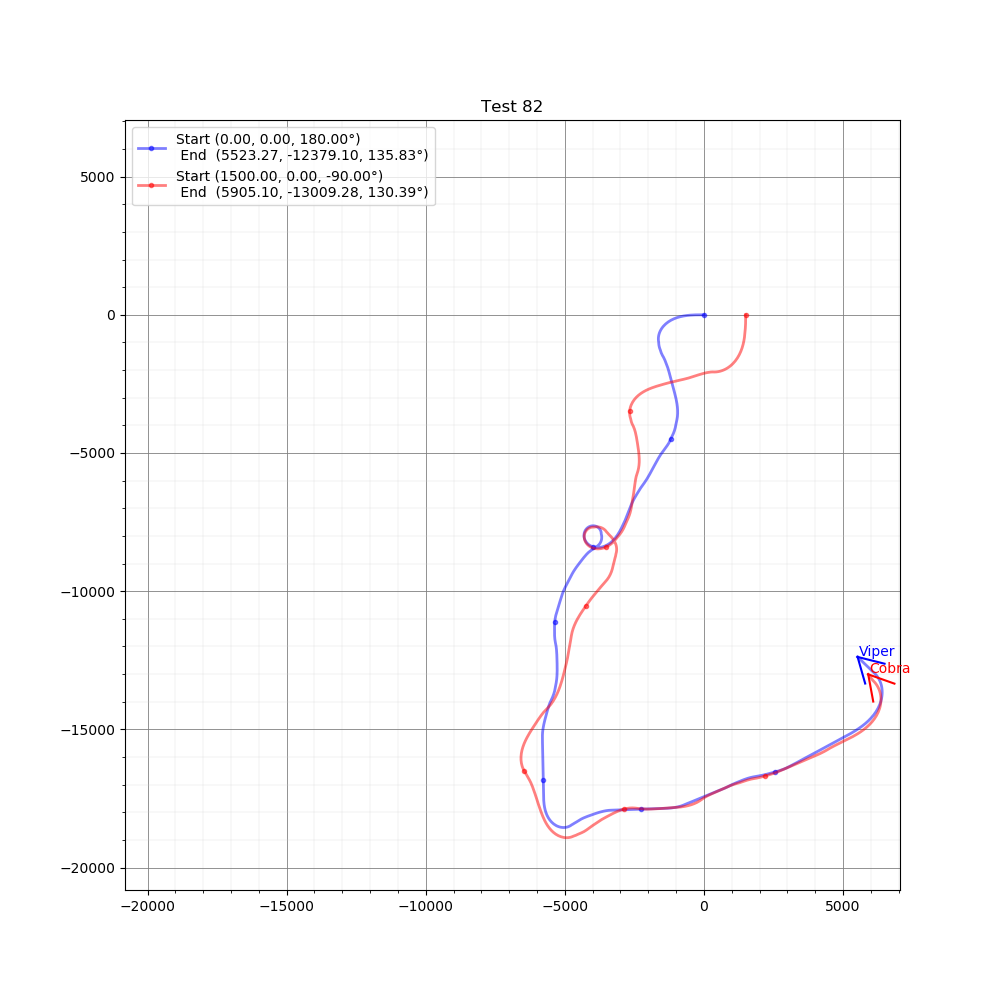 Test 82
Start (0.00, 0.00, 180.00°)
End (5523.27, -12379.10, 135.83°)
Start (1500.00, 0.00, -90.00°)
End (5905.10, -13009.28, 130.39°)
5000
0
−5000
−10000
−15000
−20000
Viper
Cobra
−20000 −15000 −10000 −5000 0 5000